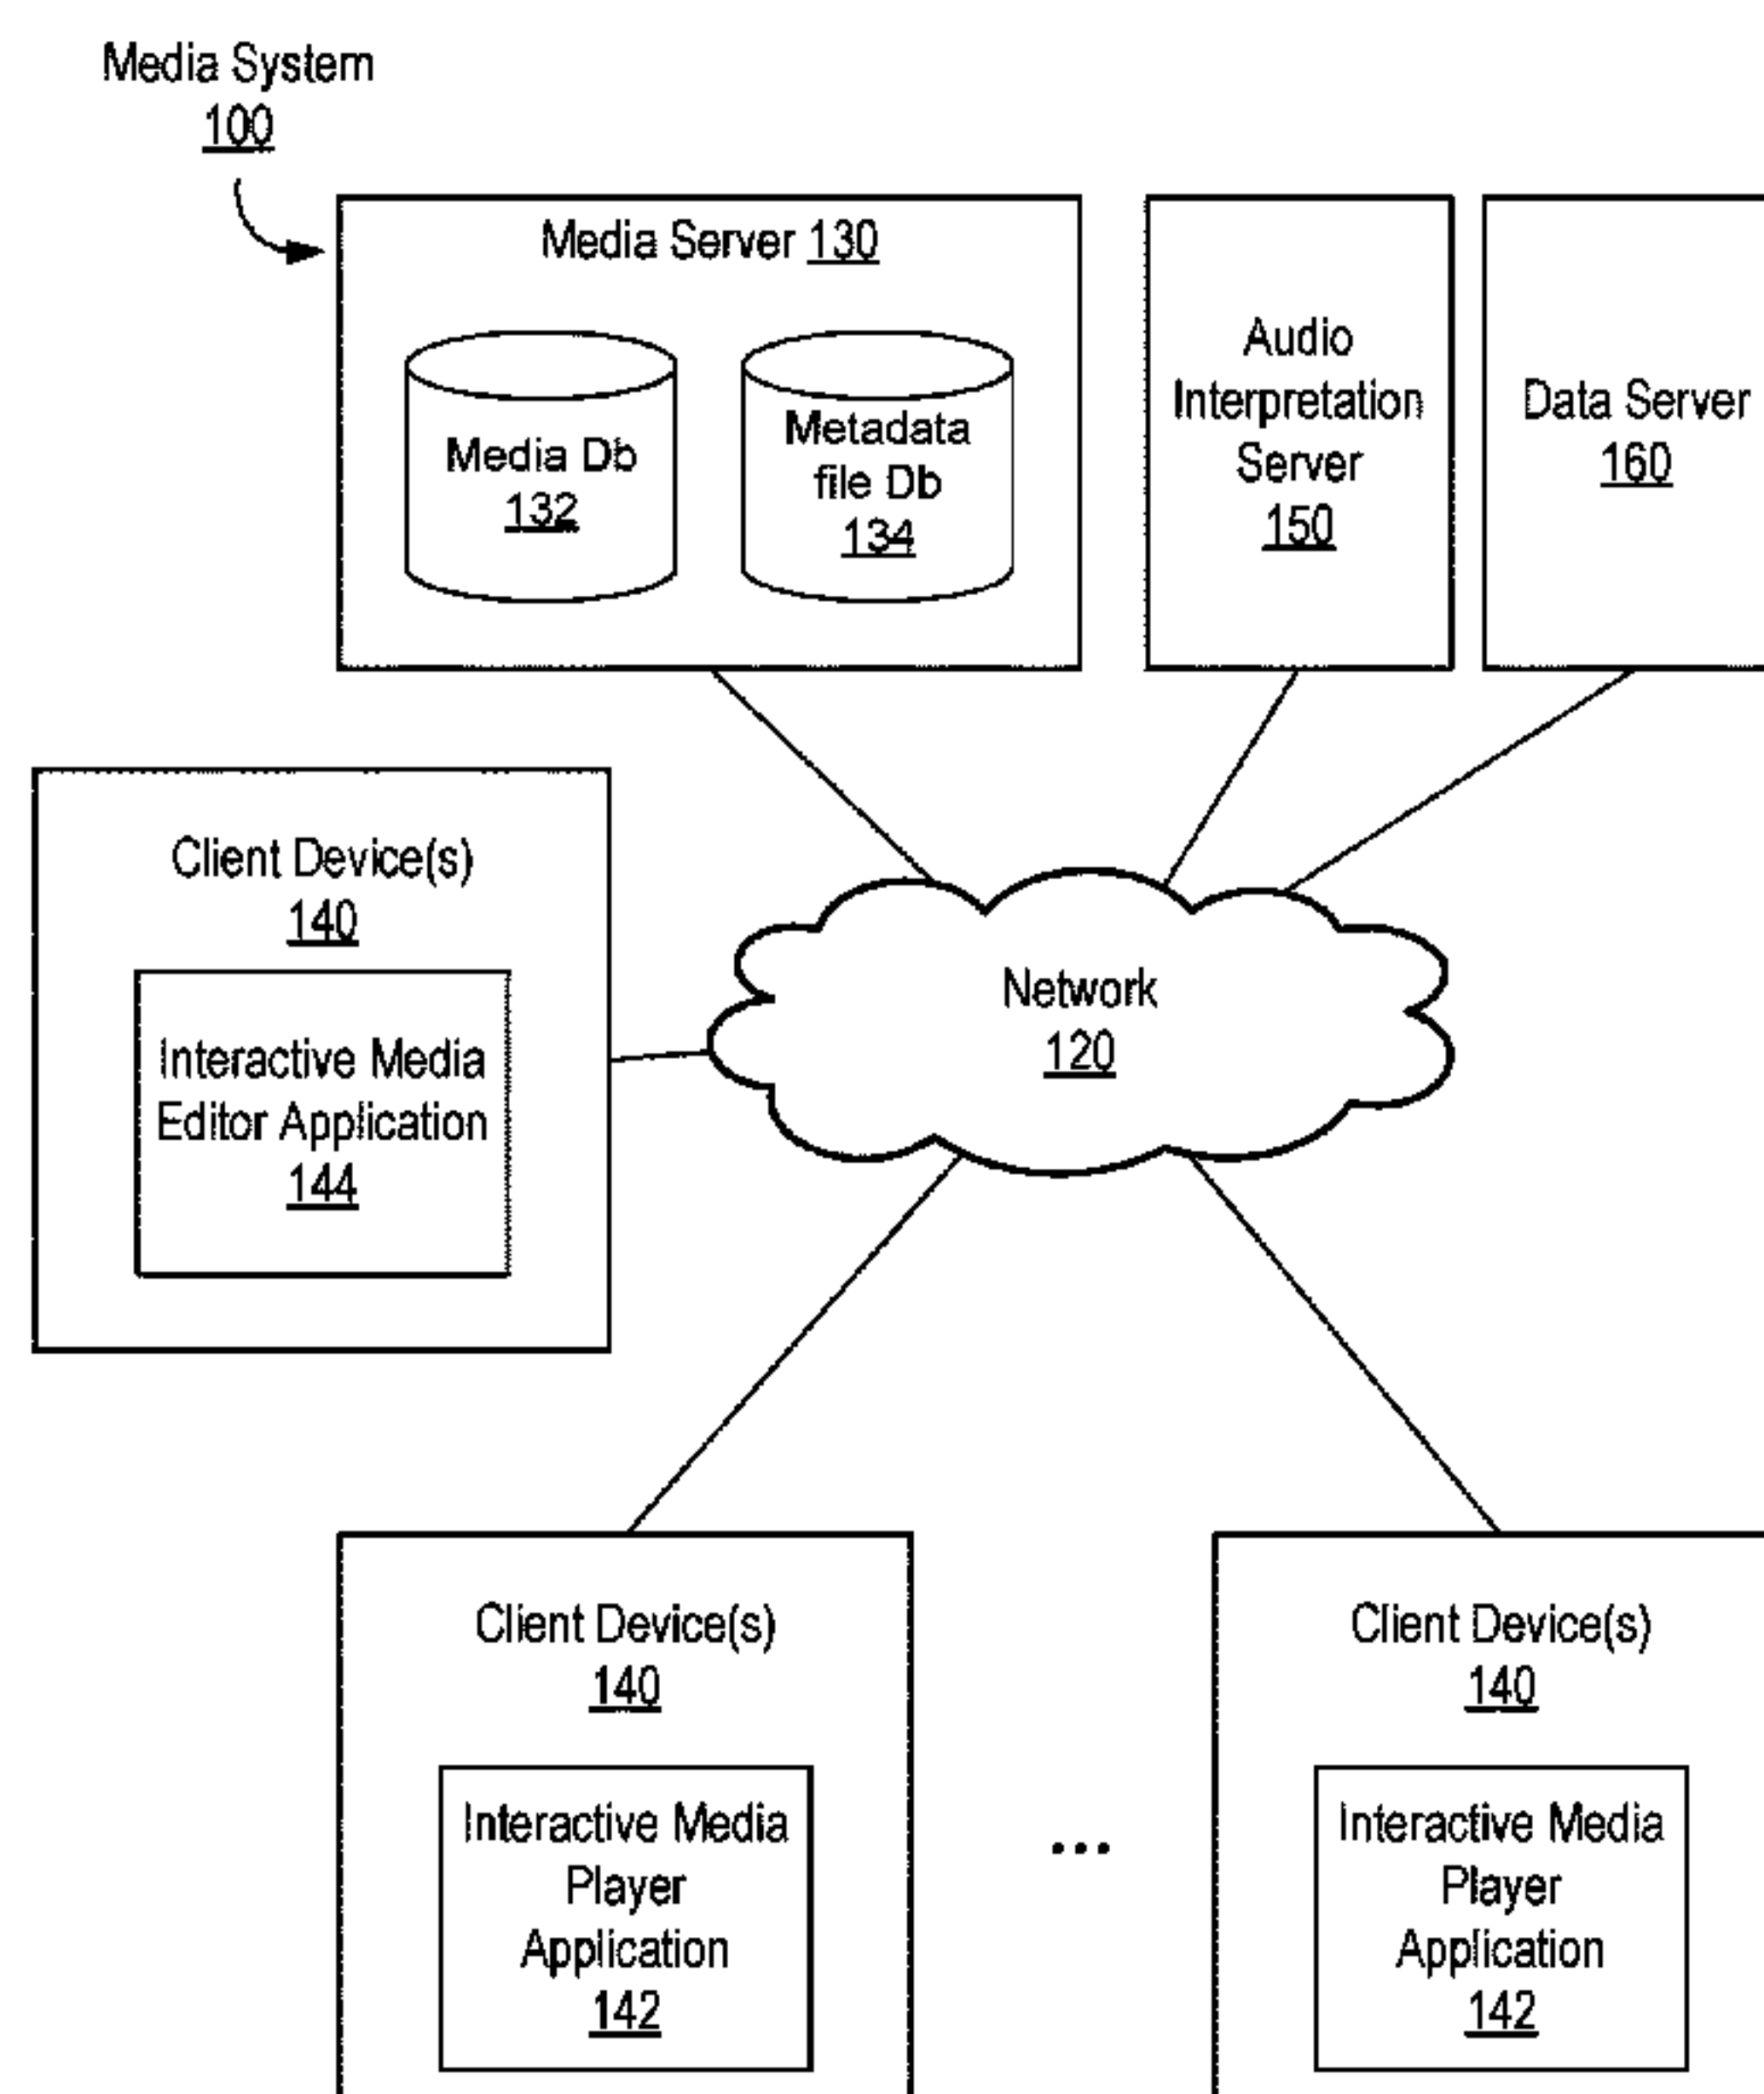 Media System
100
Media Server 130
Media Db
132
Metadata
file Db
134
Audio
Interpretation
Server
150
Data Server
160
Client Device(s)
140
Interactive Media
Editor Application
144
Network
120
Client Device(s)
140
Interactive Media
Player
Application
142
...
Client Device(s)
140
Interactive Media
Player
Application
142